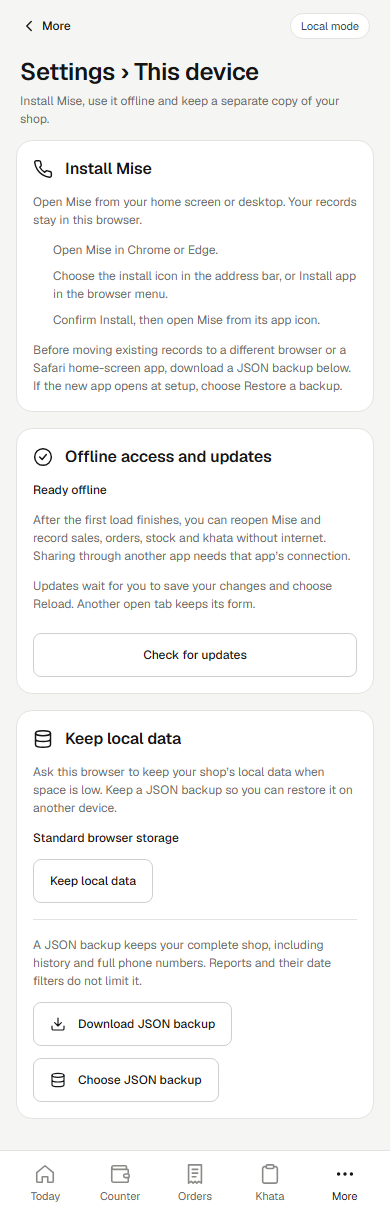 More
Local mode
Settings › This device
Install Mise, use it offline and keep a separate copy of your
shop.
Install Mise
Open Mise from your home screen or desktop. Your records
stay in this browser.
Open Mise in Chrome or Edge.
Choose the install icon in the address bar, or Install app
in the browser menu.
Confirm Install, then open Mise from its app icon.
Before moving existing records to a different browser or a
Safari home-screen app, download a JSON backup below.
If the new app opens at setup, choose Restore a backup.
Offline access and updates
Ready offline
After the first load finishes, you can reopen Mise and
record sales, orders, stock and khata without internet.
Sharing through another app needs that app's connection.
Updates wait for you to save your changes and choose
Reload. Another open tab keeps its form.
Check for updates
Keep local data
Ask this browser to keep your shop's local data when
space is low. Keep a JSON backup so you can restore it on
another device.
Standard browser storage
Keep local data
A JSON backup keeps your complete shop, including
history and full phone numbers. Reports and their date
filters do not limit it.
Download JSON backup
Choose JSON backup
Today
Counter
Orders
Khata
More